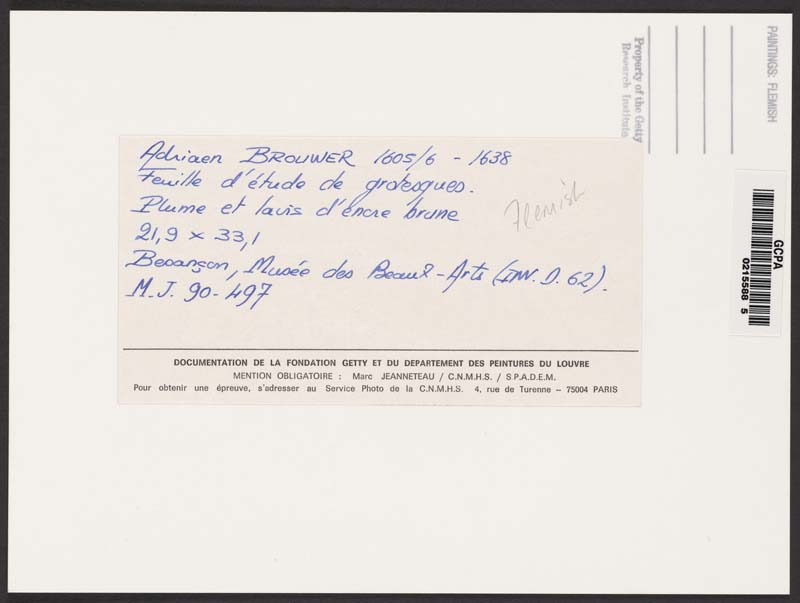 Adriaen BROUWER 1605/6 - 1638
Feuille d'étude de grotesques.
Plume et lavis d'encre brune
21,9 x 33,1
Besançon, Musée des Beaux-Arts (INV. D. 62).
M.J. 90-497
Flemish
DOCUMENTATION DE LA FONDATION GETTY ET DU DEPARTEMENT DES PEINTURES DU LOUVRE
MENTION OBLIGATOIRE : Marc JEANNETEAU / C.N.M.H.S. / S.P.A.D.E.M.
Pour obtenir une épreuve, s'adresser au Service Photo de la C.N.M.H.S. 4, rue de Turenne – 75004 PARIS
Property of the Getty
Research Institute
PAINTINGS: FLEMISH
GCPA
0215588 5